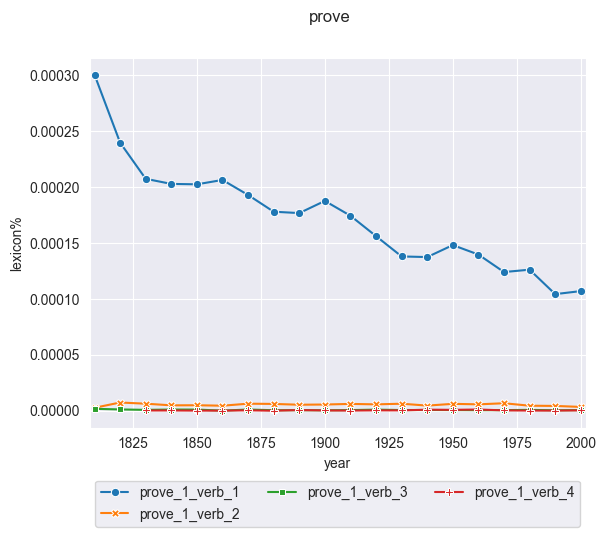 prove
0.00030
0.00025
0.00020
0.00015
0.00010
0.00005
0.00000
lexicon%
1825 1850 1875 1900 1925 1950 1975 2000
year
prove_1_verb_1 prove_1_verb_3 prove_1_verb_4
prove_1_verb_2